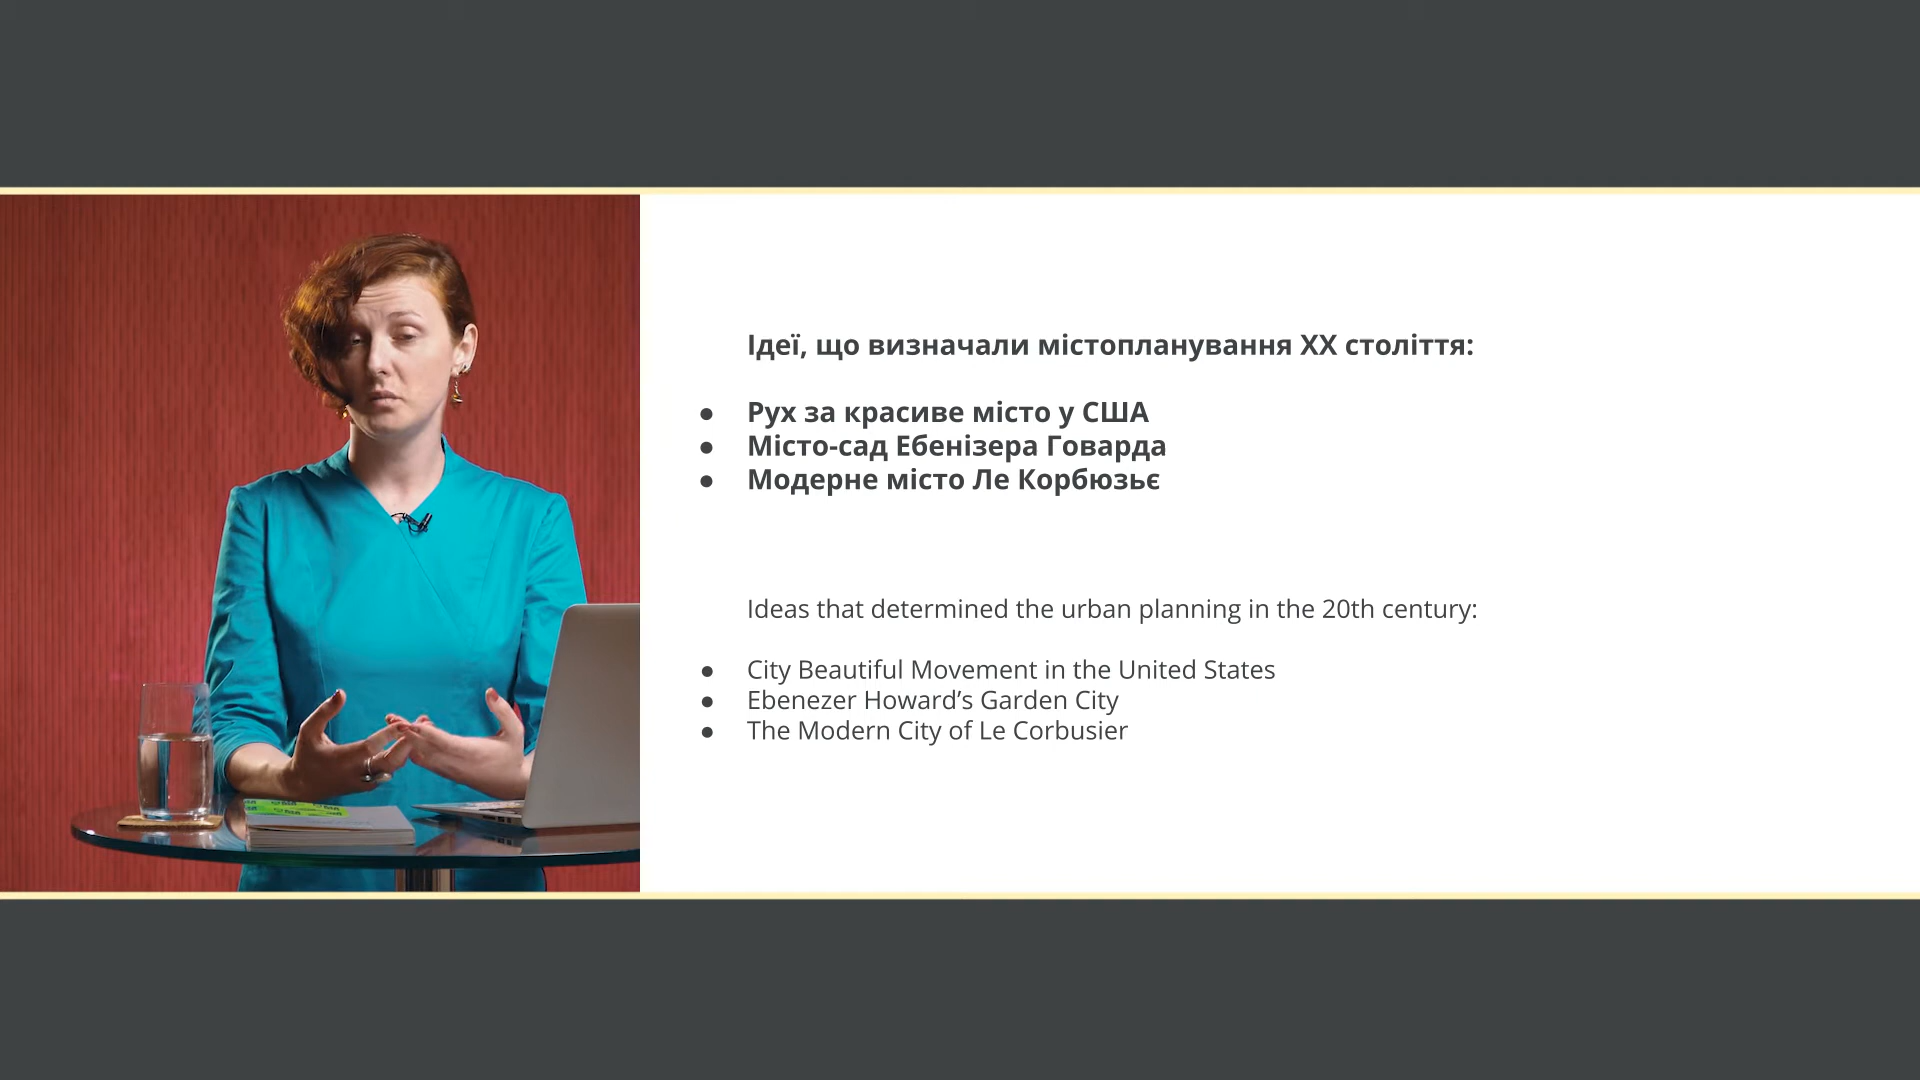 Ідеї, що визначали містопланування XX століття:
● Рух за красиве місто у США
● Місто-сад Ебенізера Говарда
● Модерне місто Ле Корбюзьє
Ideas that determined the urban planning in the 20th century:
● City Beautiful Movement in the United States
● Ebenezer Howard’s Garden City
● The Modern City of Le Corbusier